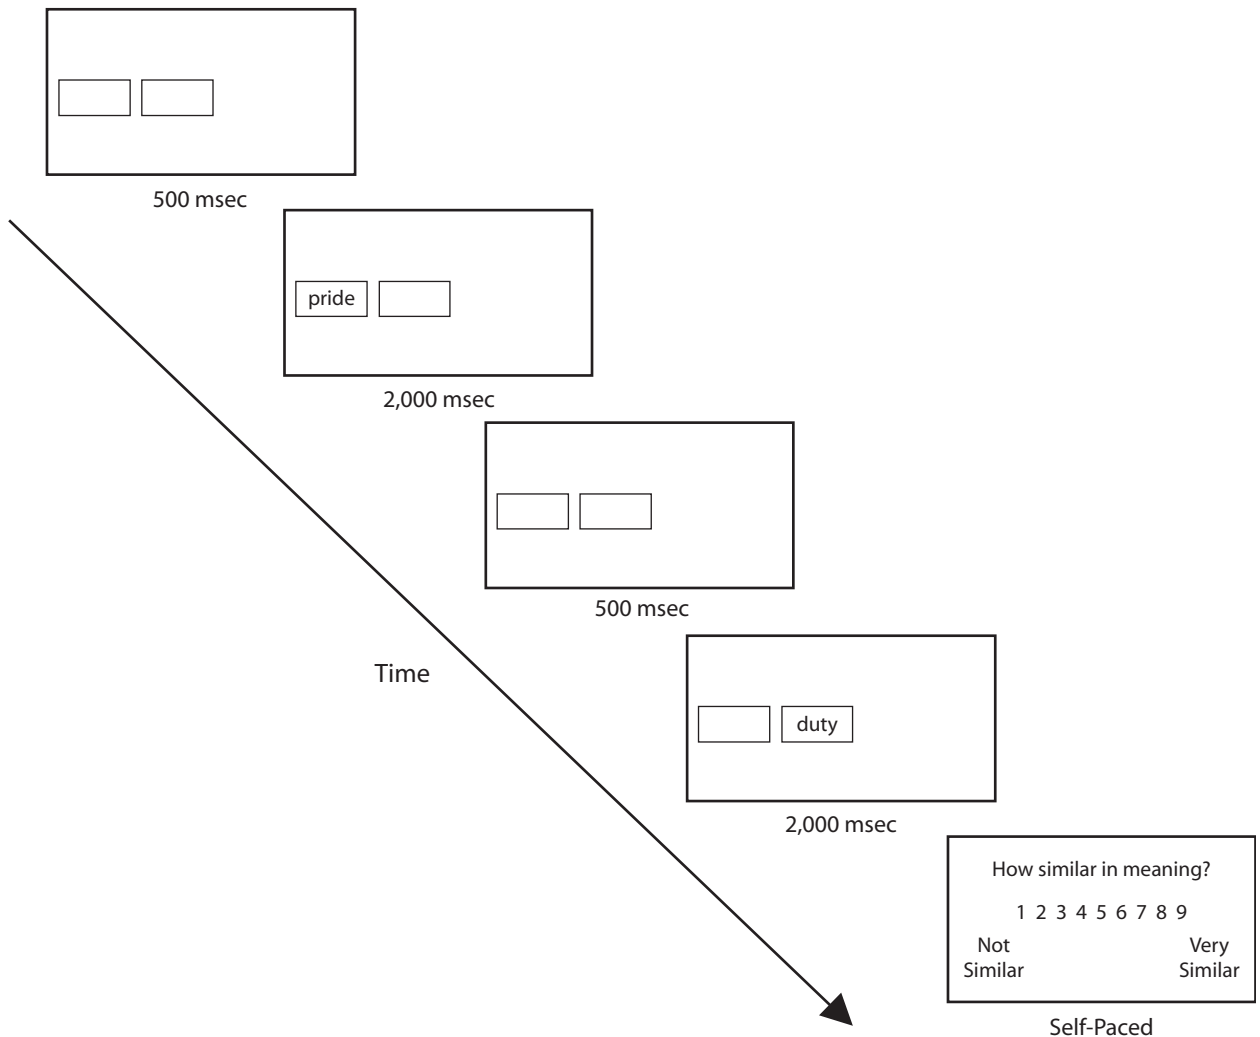 500 msec
pride
2,000 msec
500 msec
Time
duty
2,000 msec
How similar in meaning?
1 2 3 4 5 6 7 8 9
Not Very
Similar Similar
Self-Paced